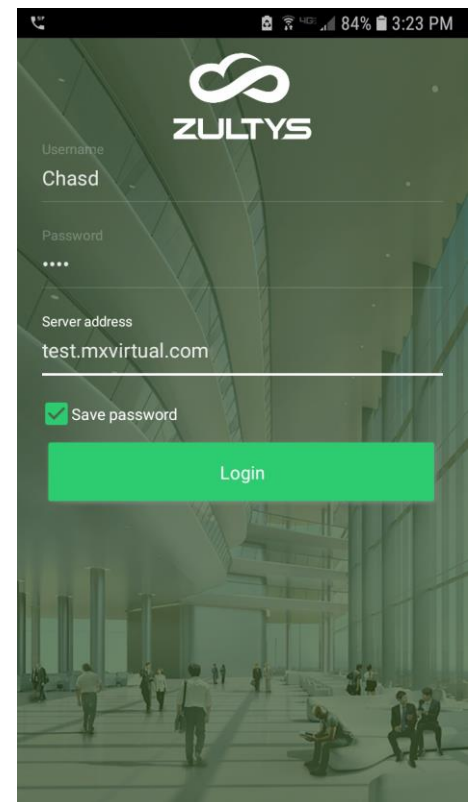 84% 3:23 PM
ZULTYS
Username
Chasd
Password
••••
Server address
test.mxvirtual.com
Save password
Login